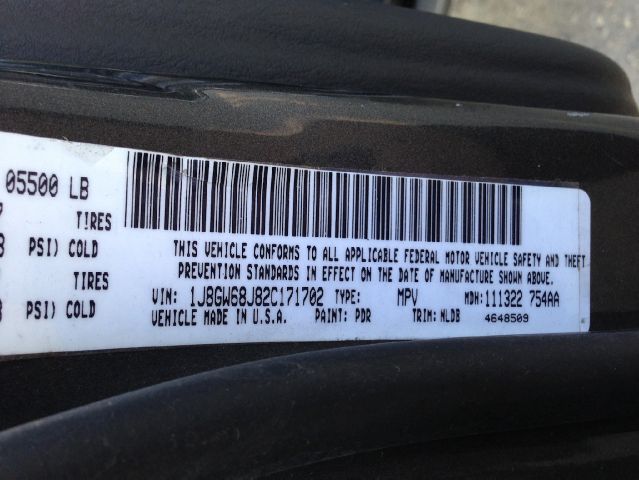 05500 LB
TIRES
PSI) COLD
TIRES
PSI) COLD
THIS VEHICLE CONFORMS TO ALL APPLICABLE FEDERAL MOTOR VEHICLE SAFETY AND THEFT
PREVENTION STANDARDS IN EFFECT ON THE DATE OF MANUFACTURE SHOWN ABOVE.
VIN: 1J8GW68J82C171702 TYPE: MPV MDH: 111322 754AA
VEHICLE MADE IN U.S.A. PAINT: PDR TRIM: NLDB 4648509